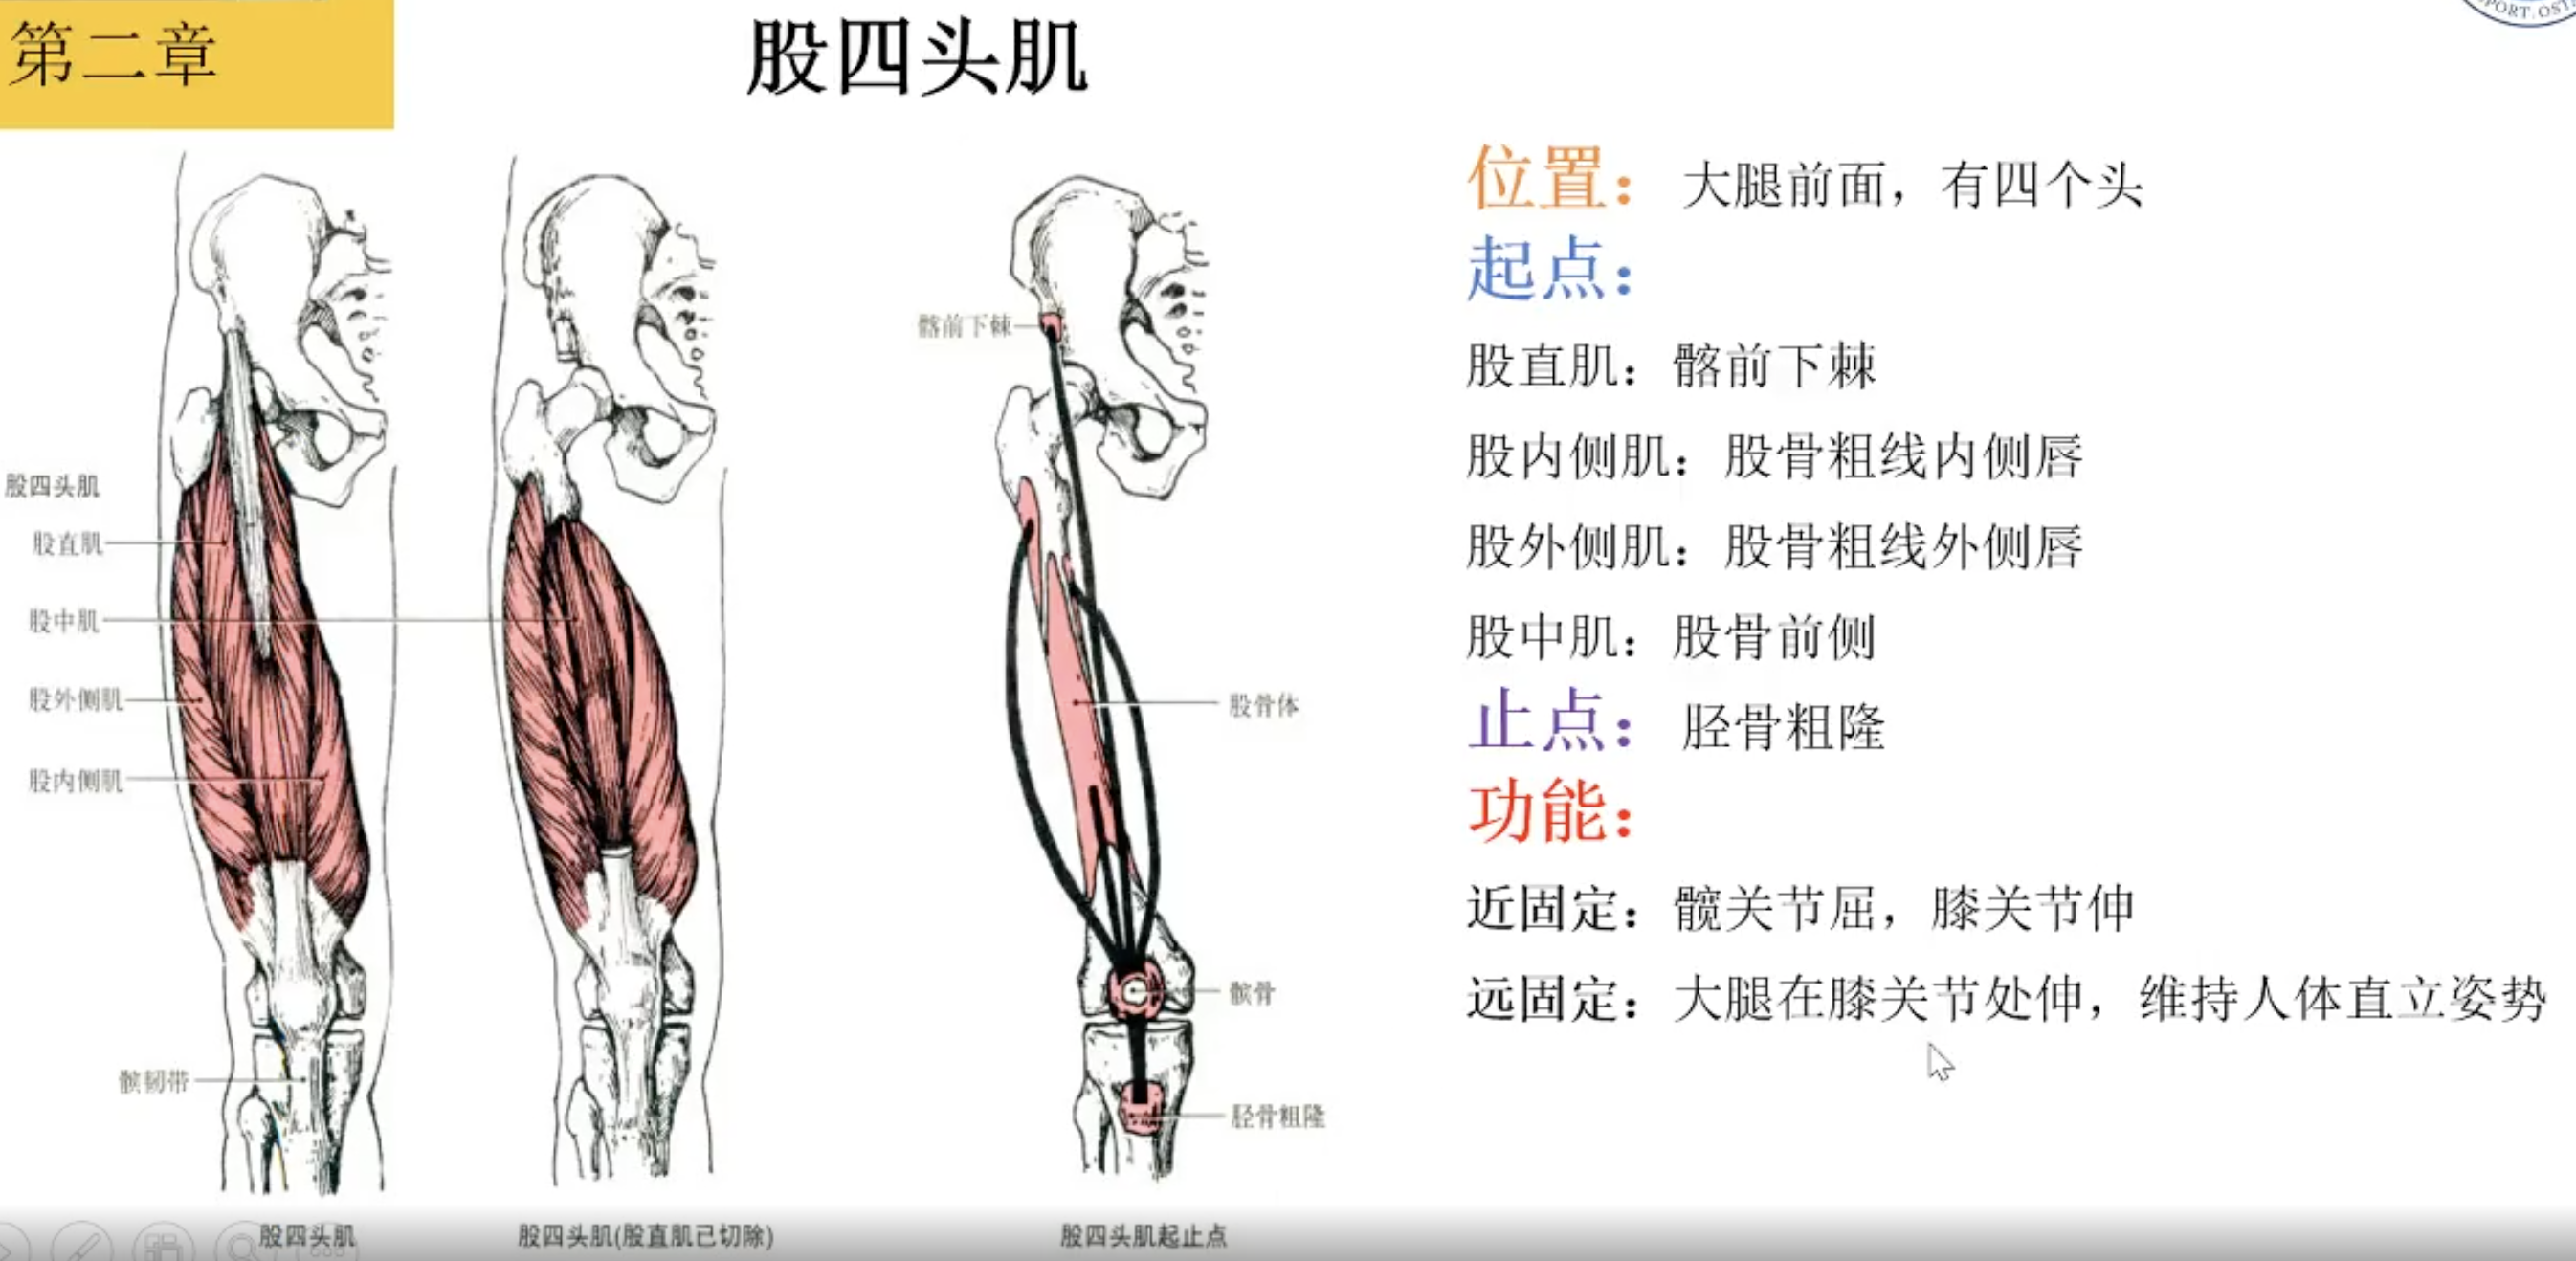 第二章
股四头肌
PORT.OST
位置：大腿前面，有四个头
起点：
股直肌：髂前下棘
股内侧肌：股骨粗线内侧唇
股外侧肌：股骨粗线外侧唇
股中肌：股骨前侧
止点：胫骨粗隆
功能：
近固定：髋关节屈，膝关节伸
远固定：大腿在膝关节处伸，维持人体直立姿势
股四头肌
股直肌
股中肌
股外侧肌
股内侧肌
髌韧带
髂前下棘
股骨体
髌骨
胫骨粗隆
股四头肌
股四头肌(股直肌已切除)
股四头肌起止点